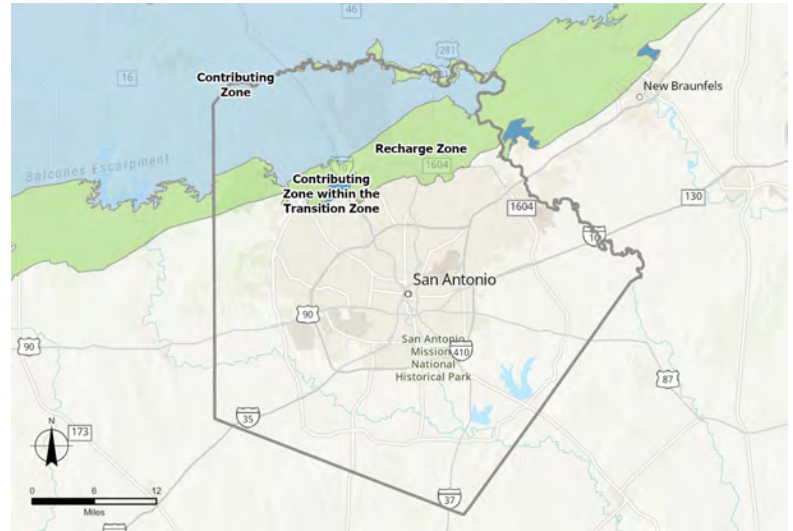 46
281
16
Contributing
Zone
New Braunfels
Recharge Zone
10
1604
Balcones Escarpment
Contributing
Zone within the
Transition Zone
130
1604
10
San Antonio
90
90
San Antonio
Mission
National
Historical Park
410
87
35
173
N
37
0 6 12
Miles